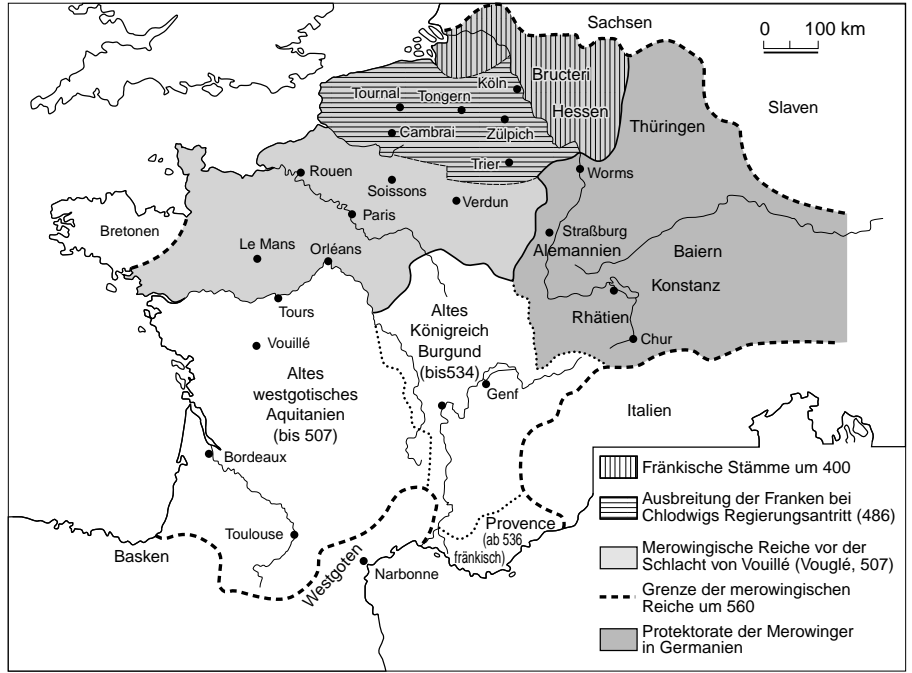 Sachsen
0 100 km
Bructeri
Köln
Tournal
Tongern
Hessen
Slaven
Thüringen
Cambrai
Zülpich
Trier
Worms
Rouen
Soissons
Verdun
Paris
Bretonen
Straßburg
Le Mans
Orléans
Alemannien
Baiern
Konstanz
Tours
Altes
Königreich
Burgund
(bis534)
Rhätien
Chur
Vouillé
Altes
westgotisches
Aquitanien
(bis 507)
Genf
Italien
Bordeaux
Toulouse
Basken
Provence
(ab 536
fränkisch)
Westgoten
Narbonne
Fränkische Stämme um 400
Ausbreitung der Franken bei
Chlodwigs Regierungsantritt (486)
Merowingische Reiche vor der
Schlacht von Vouillé (Vouglé, 507)
Grenze der merowingischen
Reiche um 560
Protektorate der Merowinger
in Germanien